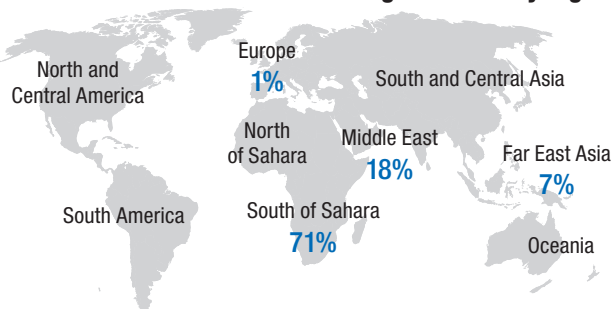 Europe
1%
North and
Central America
South and Central Asia
North
of Sahara
Middle East
18%
Far East Asia
7%
South America
South of Sahara
71%
Oceania